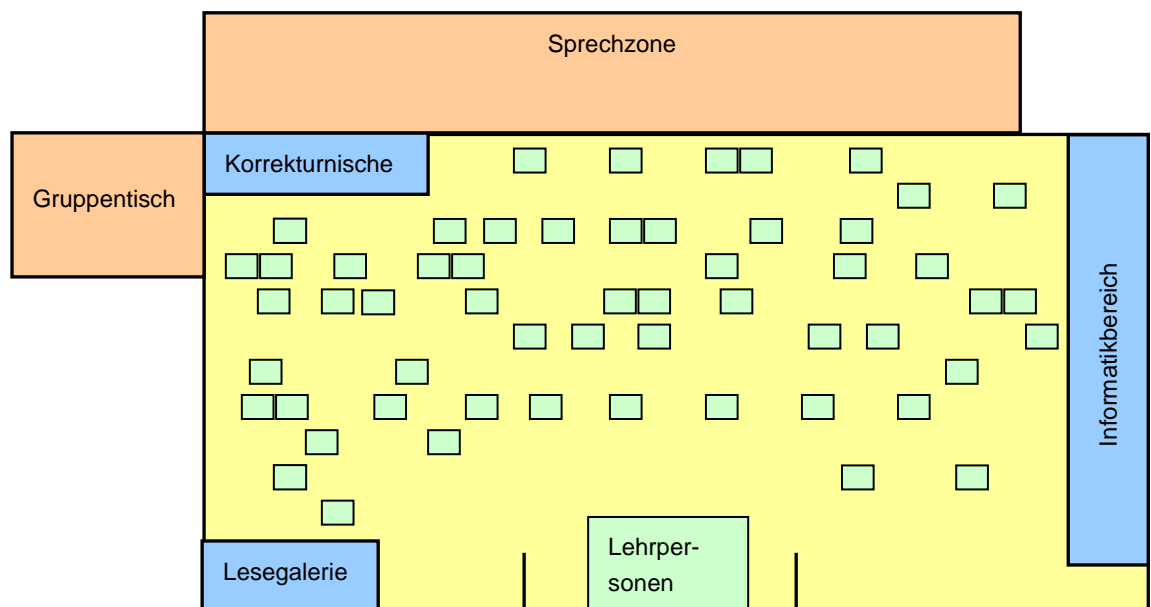 Sprechzone
Korrekturnische
Gruppentisch
Informatikbereich
Lehrper-
sonen
Lesegalerie